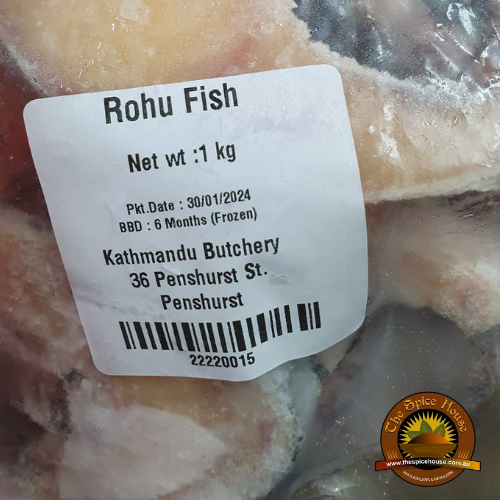 Rohu Fish
Net wt :1 kg
Pkt.Date : 30/01/2024
BBD : 6 Months (Frozen)
Kathmandu Butchery
36 Penshurst St.
Penshurst
22220015
The Spice House
www.thespicehouse.com.au